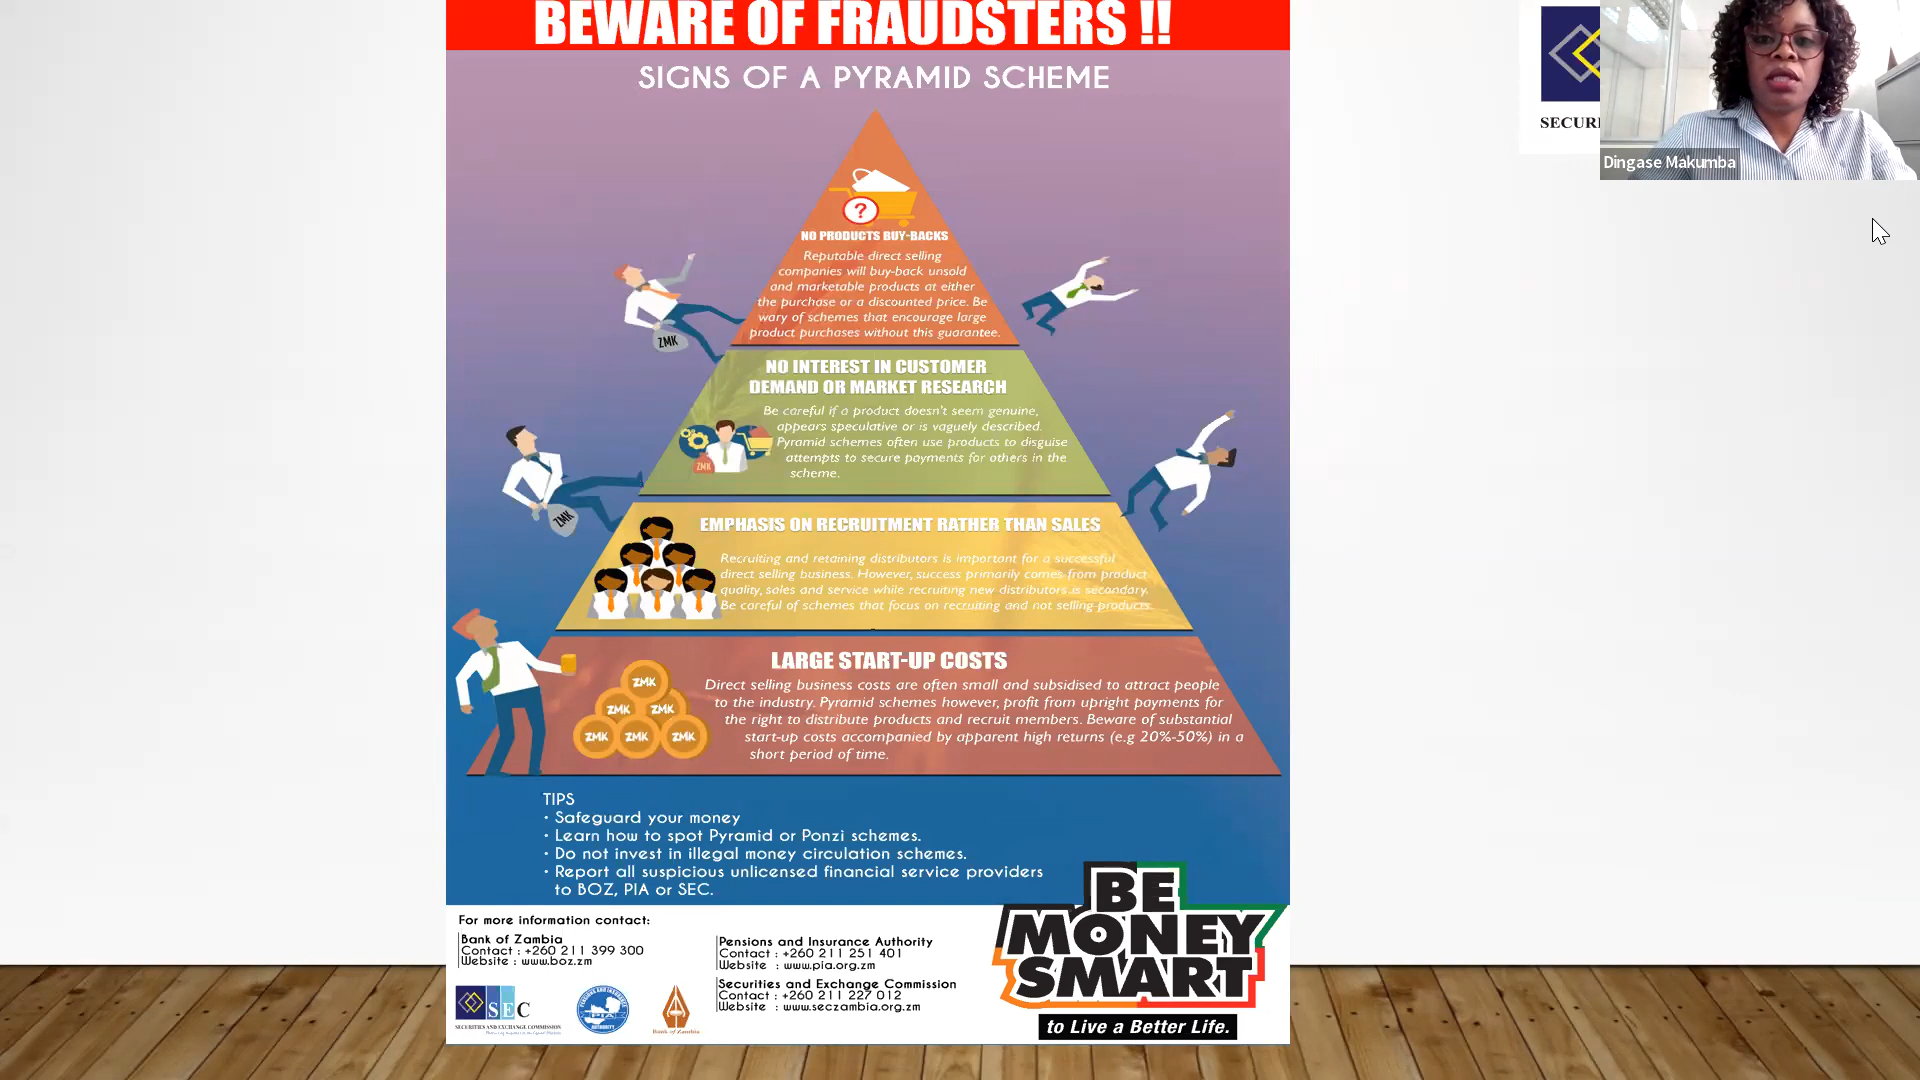 BEWARE OF FRAUDSTERS !!
SIGNS OF A PYRAMID SCHEME
SECURI
Dingase Makumba
?
NO PRODUCTS BUY-BACKS
Reputable direct selling
companies will buy-back unsold
and marketable products at either
the purchase or a discounted price. Be
wary of schemes that encourage large
product purchases without this guarantee.
ZMK
NO INTEREST IN CUSTOMER
DEMAND OR MARKET RESEARCH
Be careful if a product doesn't seem genuine,
appears speculative or is vaguely described.
Pyramid schemes often use products to disguise
attempts to secure payments for others in the
scheme.
ZMK
ZMK
EMPHASIS ON RECRUITMENT RATHER THAN SALES
Recruiting and retaining distributors is important for a successful
direct selling business. However, success primarily comes from product
quality, sales and service while recruiting new distributors is secondary.
Be careful of schemes that focus on recruiting and not selling products.
LARGE START-UP COSTS
Direct selling business costs are often small and subsidised to attract people
to the industry. Pyramid schemes however, profit from upright payments for
the right to distribute products and recruit members. Beware of substantial
start-up costs accompanied by apparent high returns (e.g 20%-50%) in a
short period of time.
ZMK
ZMK ZMK
ZMK ZMK ZMK
TIPS
• Safeguard your money
• Learn how to spot Pyramid or Ponzi schemes.
• Do not invest in illegal money circulation schemes.
• Report all suspicious unlicensed financial service providers
to BOZ, PIA or SEC.
For more information contact:
Bank of Zambia
Contact : +260 211 399 300
Website : www.boz.zm
Pensions and Insurance Authority
Contact : +260 211 251 401
Website : www.pia.org.zm
Securities and Exchange Commission
Contact : +260 211 227 012
Website : www.seczambia.org.zm
SEC
SECURITIES AND EXCHANGE COMMISSION
PENSIONS AND INSURANCE
PIA
AUTHORITY
Bank of Zambia
BE
MONEY
SMART
to Live a Better Life.